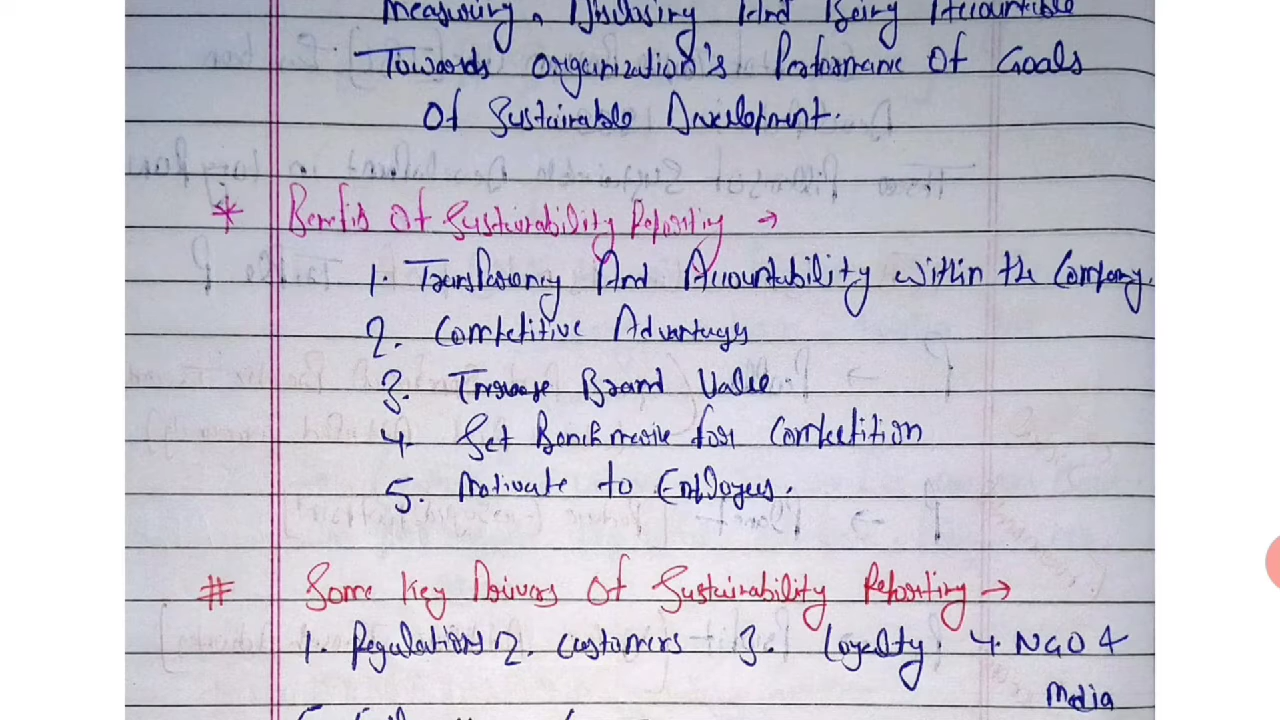 Measuring, Disclosing And Being Accountable
Towards Organization's Performance Of Goals
Of Sustainable Development.
* Benefits Of Sustainability Reporting →
1. Transparency And Accountability within the Company.
2. Competitive Advantages
3. Increase Brand Value.
4. Set Benchmark for Competition
5. Motivate to Employees.
# Some Key Drivers Of Sustainability Reporting →
1. Regulations 2. Customers 3. Loyalty. 4. NGO &
Media